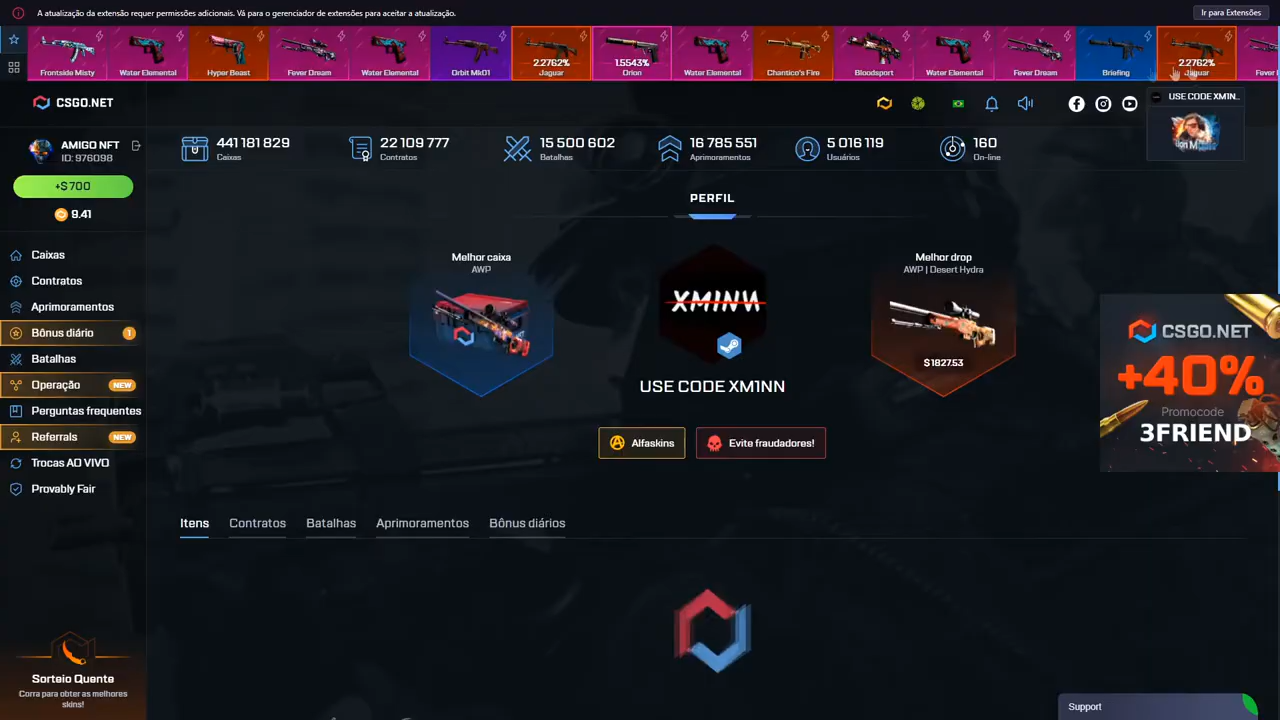 A atualização da extensão requer permissões adicionais. Vá para o gerenciador de extensões para aceitar a atualização.
Ir para Extensões
Frontside Misty
Water Elemental
Hyper Beast
Fever Dream
Water Elemental
Orbit Mk01
2.2762%
Jaguar
1.5543%
Orion
Water Elemental
Chantico's Fire
Bloodsport
Water Elemental
Fever Dream
Briefing
2.2762%
Jaguar
CSGO.NET
USE CODE XM1N..
AMIGO NFT
ID: 976098
+$ 700
9.41
441 181 829
Caixas
22 109 777
Contratos
15 500 602
Batalhas
16 785 551
Aprimoramentos
5 016 119
Usuários
160
On-line
PERFIL
Melhor caixa
AWP
XM1NN
USE CODE XM1NN
Melhor drop
AWP | Desert Hydra
$1827.53
Alfaskins
Evite fraudadores!
Caixas
Contratos
Aprimoramentos
Bônus diário
1
Batalhas
Operação
NEW
Perguntas frequentes
Referrals
NEW
Trocas AO VIVO
Provably Fair
CSGO.NET
+40%
Promocode
3FRIEND
Itens
Contratos
Batalhas
Aprimoramentos
Bônus diários
Sorteio Quente
Corra para obter as melhores
skins!
Support